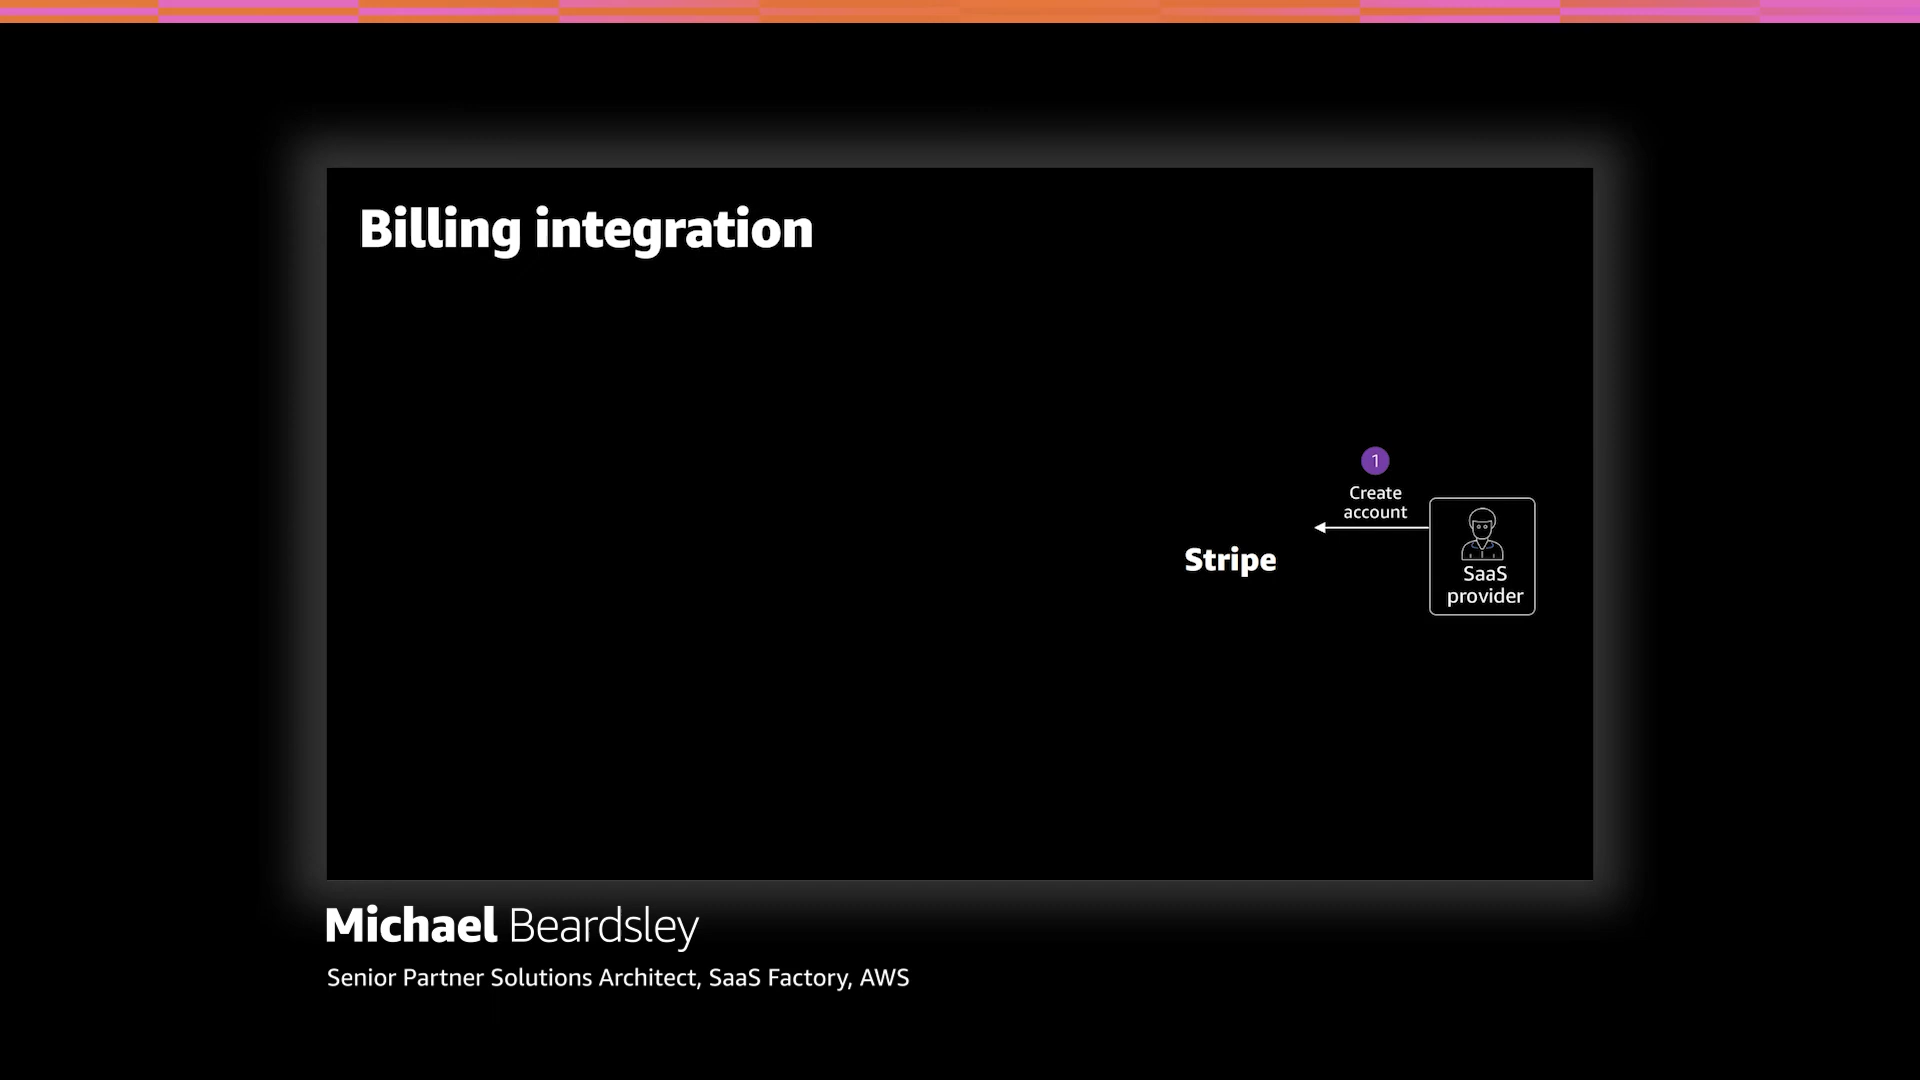 Billing integration
1
Create
account
Stripe
SaaS
provider
Michael Beardsley
Senior Partner Solutions Architect, SaaS Factory, AWS